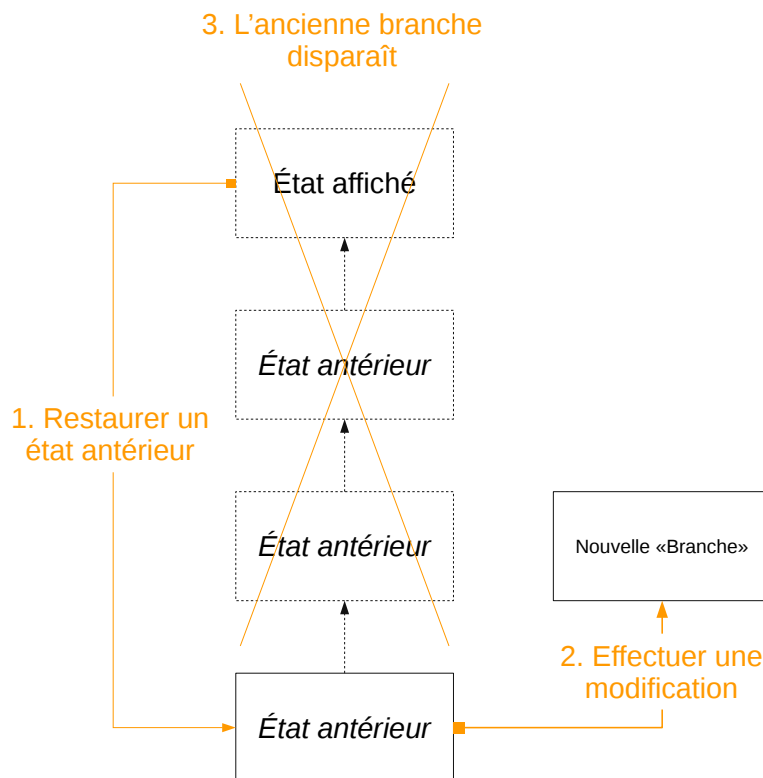 3. L’ancienne branche
disparaît
État affiché
État antérieur
1. Restaurer un
état antérieur
État antérieur
Nouvelle «Branche»
2. Effectuer une
modification
État antérieur